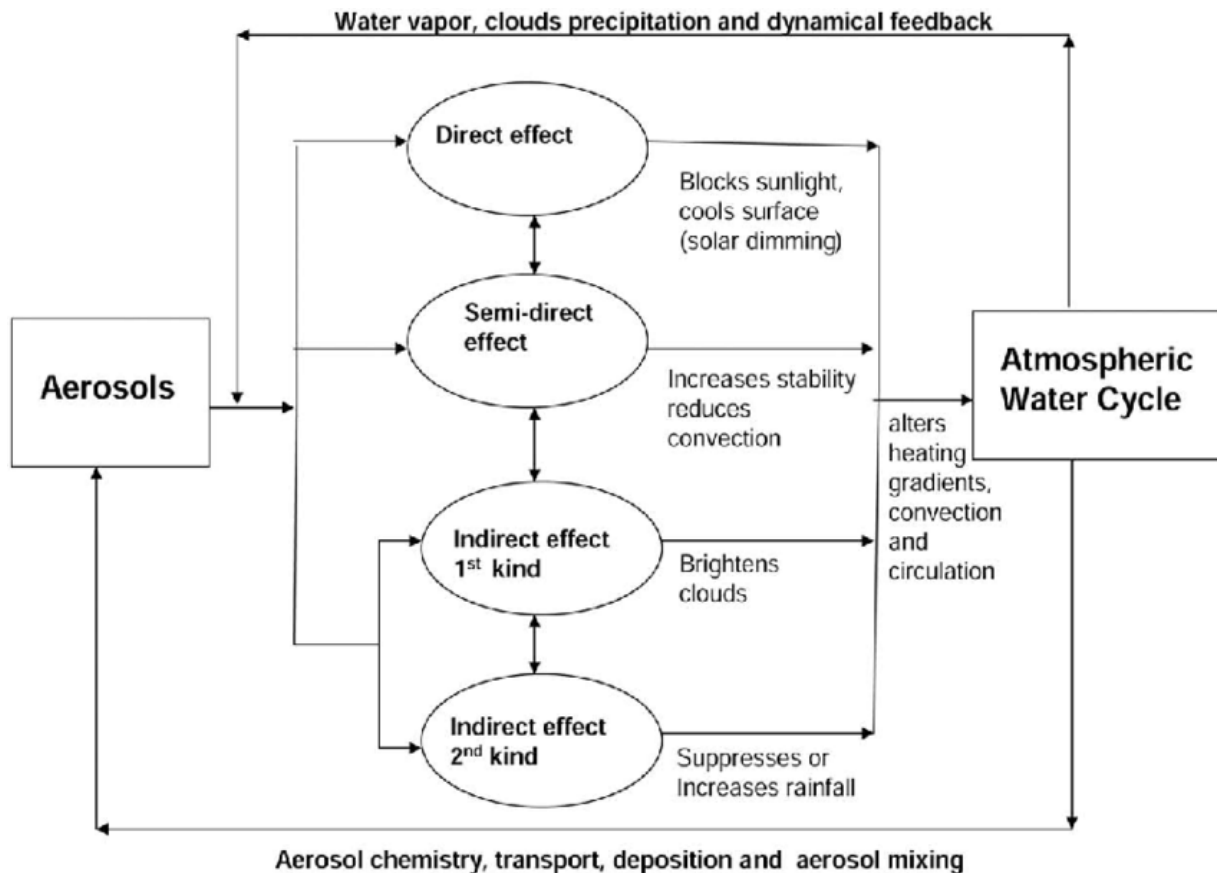 Water vapor, clouds precipitation and dynamical feedback
Direct effect
Blocks sunlight,
cools surface
(solar dimming)
Semi-direct
effect
Increases stability
reduces
convection
Aerosols
Atmospheric
Water Cycle
alters
heating
gradients,
convection
and
circulation
Indirect effect
1st kind
Brightens
clouds
Indirect effect
2nd kind
Suppresses or
Increases rainfall
Aerosol chemistry, transport, deposition and aerosol mixing